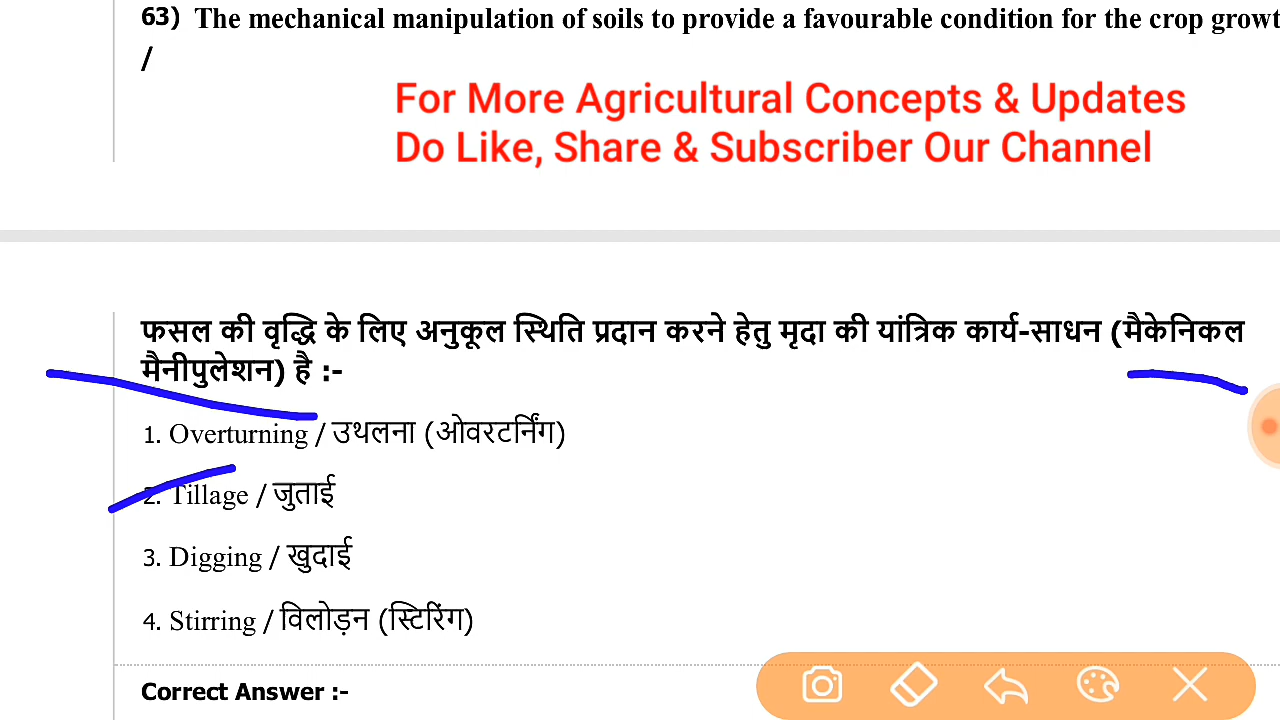 63) The mechanical manipulation of soils to provide a favourable condition for the crop growt
/
For More Agricultural Concepts & Updates
Do Like, Share & Subscriber Our Channel
फसल की वृद्धि के लिए अनुकूल स्थिति प्रदान करने हेतु मृदा की यांत्रिक कार्य-साधन (मैकेनिकल
मैनीपुलेशन) है :-
1. Overturning / उथलना (ओवरटर्निंग)
2. Tillage / जुताई
3. Digging / खुदाई
4. Stirring / विलोड़न (स्टिरिंग)
Correct Answer :-